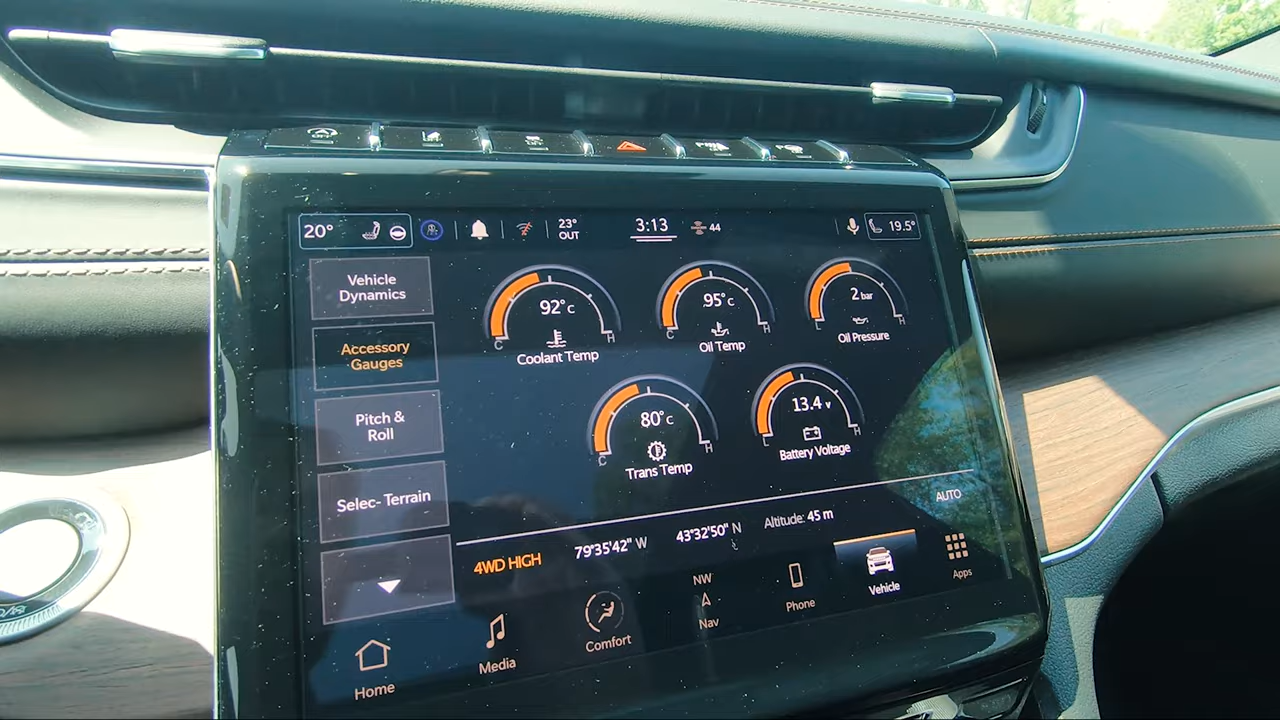 20°
23°
OUT
3:13
44
19.5°
Vehicle
Dynamics
Accessory
Gauges
Pitch &
Roll
Selec- Terrain
92°C
C H
Coolant Temp
95°C
C H
Oil Temp
2 bar
L H
Oil Pressure
80°C
C H
Trans Temp
13.4 v
L H
Battery Voltage
4WD HIGH
79°35'42" W
43°32'50" N
Altitude: 45 m
AUTO
Home
Media
Comfort
NW
Nav
Phone
Vehicle
Apps